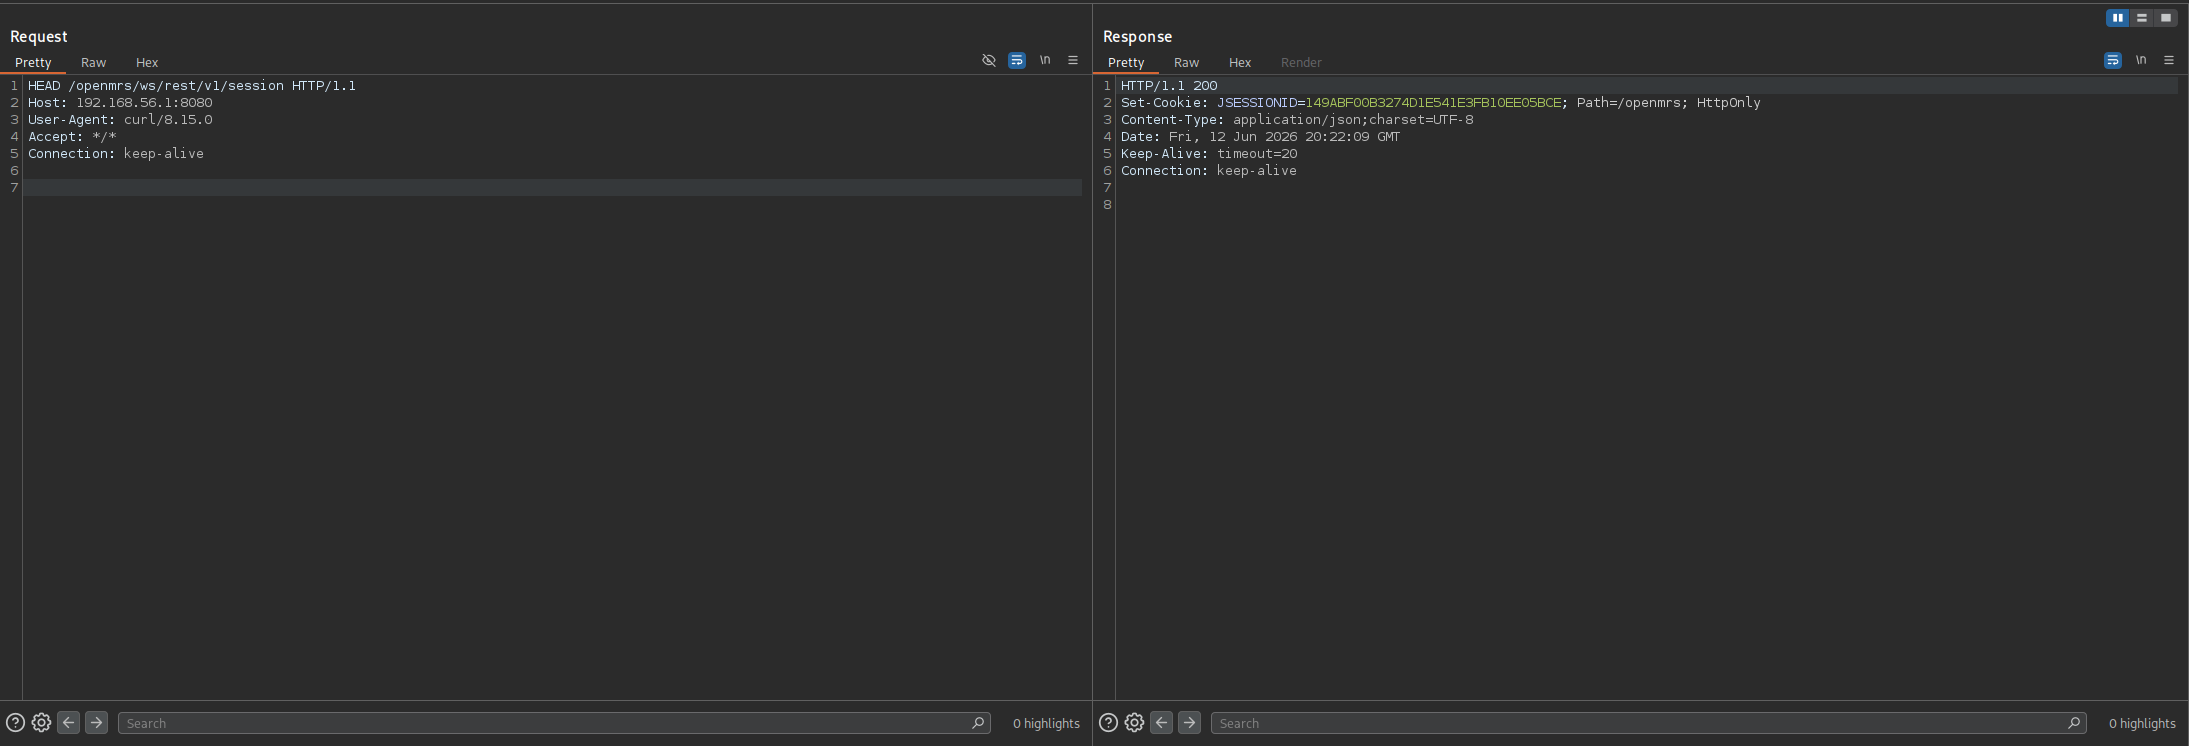 Request
Pretty Raw Hex
\n
1 HEAD /openmrs/ws/rest/v1/session HTTP/1.1
2 Host: 192.168.56.1:8080
3 User-Agent: curl/8.15.0
4 Accept: */*
5 Connection: keep-alive
6
7
Search
0 highlights
Response
Pretty Raw Hex Render
\n
1 HTTP/1.1 200
2 Set-Cookie: JSESSIONID=149ABF00B3274D1E541E3FB10EE05BCE; Path=/openmrs; HttpOnly
3 Content-Type: application/json;charset=UTF-8
4 Date: Fri, 12 Jun 2026 20:22:09 GMT
5 Keep-Alive: timeout=20
6 Connection: keep-alive
7
8
Search
0 highlights